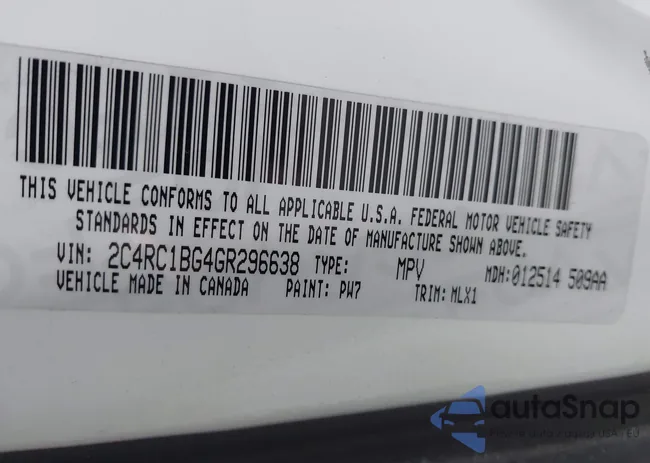 THIS VEHICLE CONFORMS TO ALL APPLICABLE U.S.A. FEDERAL MOTOR VEHICLE SAFETY
STANDARDS IN EFFECT ON THE DATE OF MANUFACTURE SHOWN ABOVE.
VIN: 2C4RC1BG4GR296638 TYPE: MPV MDH:012514 509AA
VEHICLE MADE IN CANADA PAINT: PW7 TRIM: MLX1
autoSnap